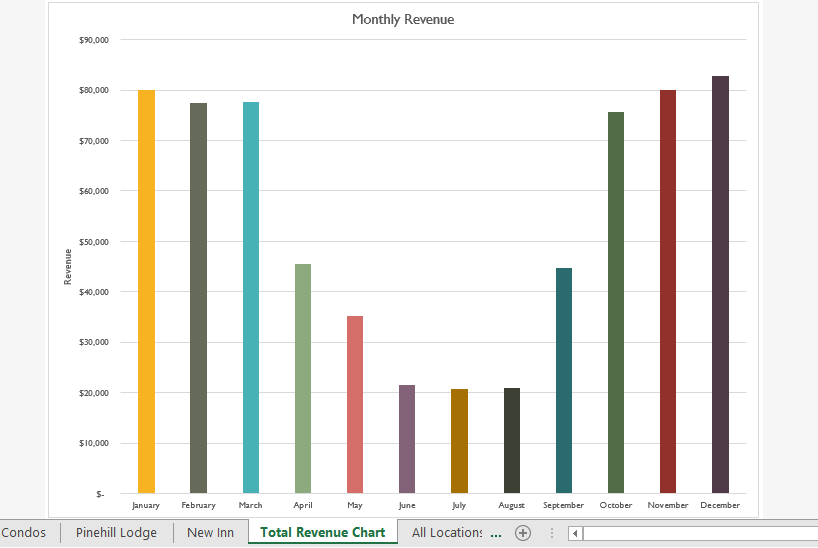 Monthly Revenue
$90,000
$80,000
$70,000
$60,000
$50,000
$40,000
$30,000
$20,000
$10,000
$-
Revenue
January February March April May June July August September October November December
Condos Pinehill Lodge New Inn Total Revenue Chart All Locations ...